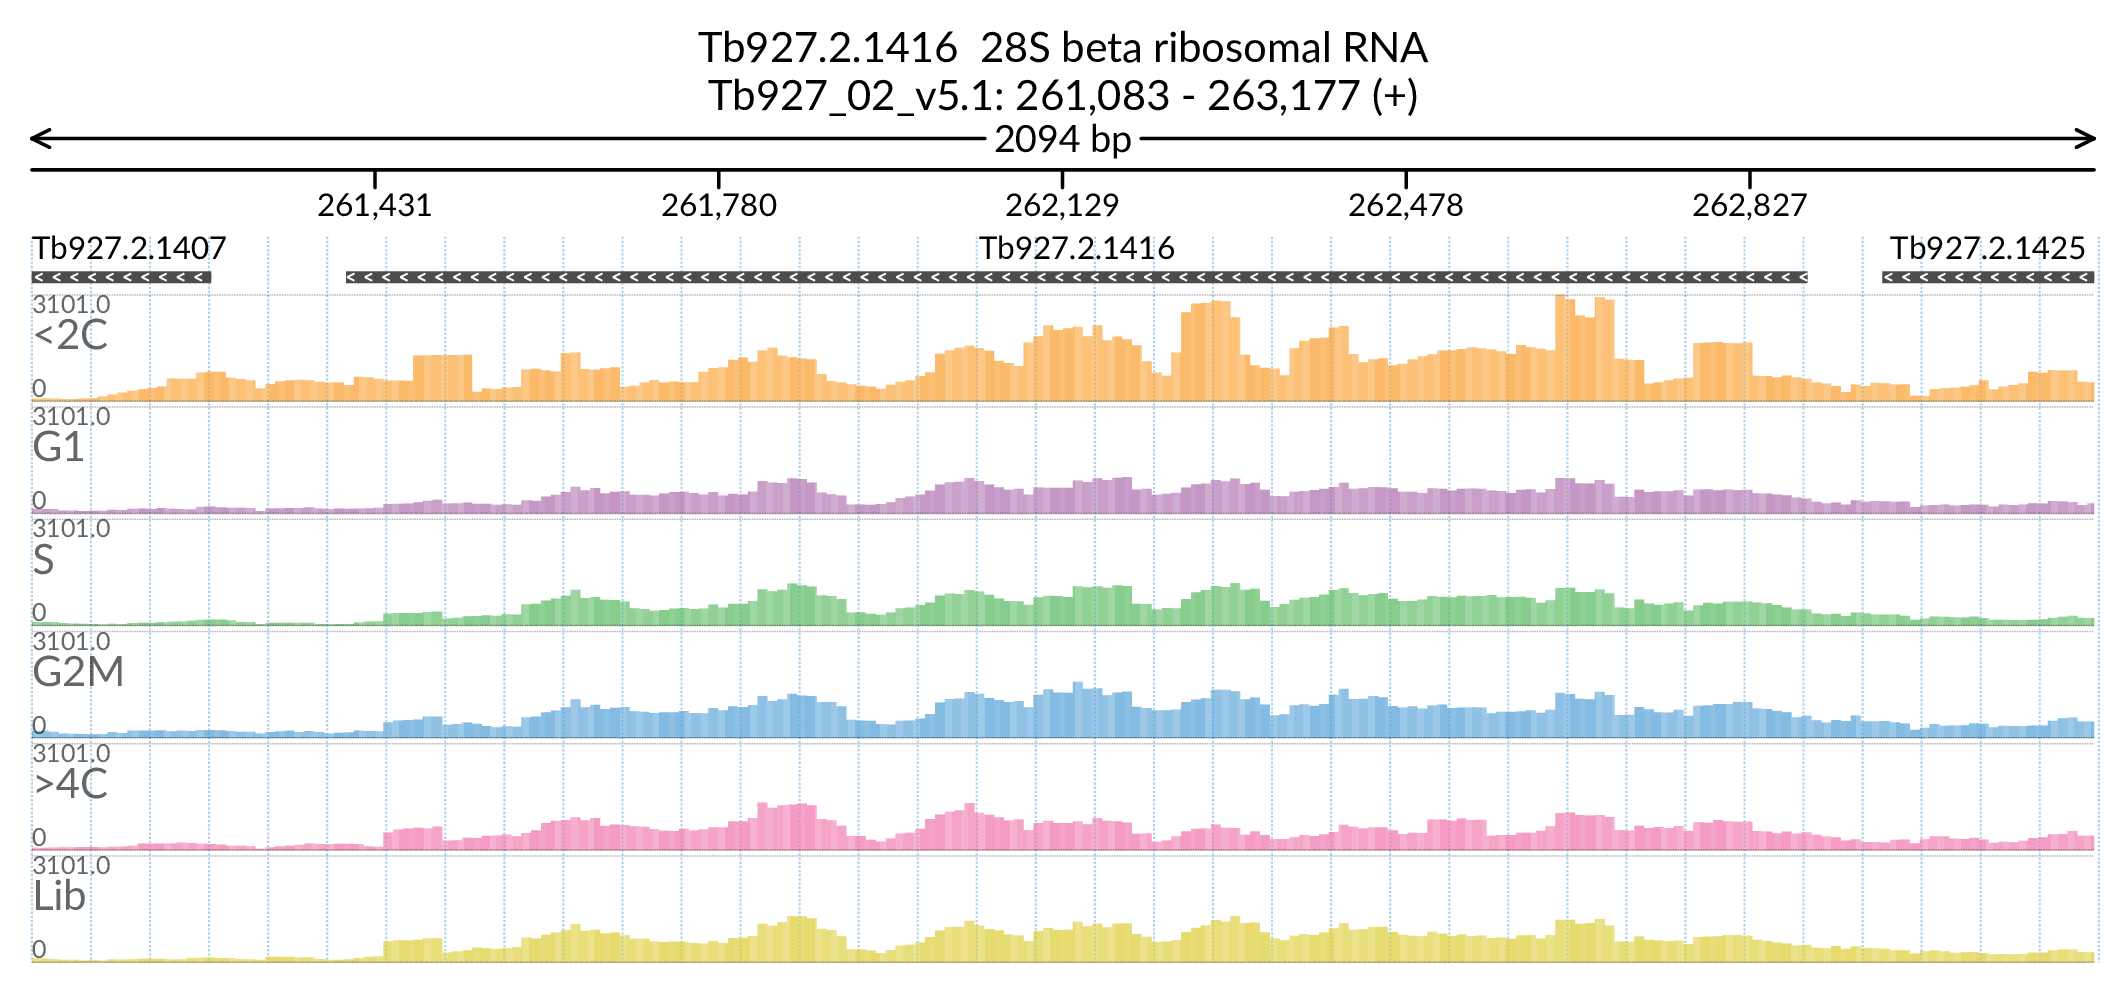 Tb927.2.1416  28S beta ribosomal RNA
Tb927_02_v5.1: 261,083 - 263,177 (+)
2094 bp
261,431 261,780 262,129 262,478 262,827
Tb927.2.1407 Tb927.2.1416 Tb927.2.1425
3101.0
<2C
0
3101.0
G1
0
3101.0
S
0
3101.0
G2M
0
3101.0
>4C
0
3101.0
Lib
0